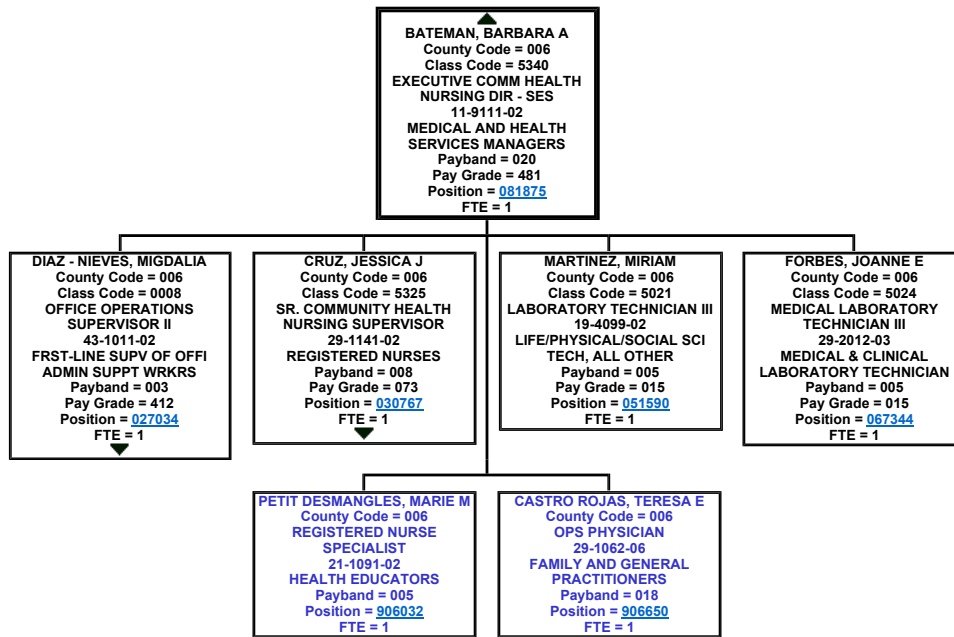 BATEMAN, BARBARA A
County Code = 006
Class Code = 5340
EXECUTIVE COMM HEALTH
NURSING DIR - SES
11-9111-02
MEDICAL AND HEALTH
SERVICES MANAGERS
Payband = 020
Pay Grade = 481
Position = 081875
FTE = 1
DIAZ - NIEVES, MIGDALIA
County Code = 006
Class Code = 0008
OFFICE OPERATIONS
SUPERVISOR II
43-1011-02
FRST-LINE SUPV OF OFFI
ADMIN SUPPT WRKRS
Payband = 003
Pay Grade = 412
Position = 027034
FTE = 1
CRUZ, JESSICA J
County Code = 006
Class Code = 5325
SR. COMMUNITY HEALTH
NURSING SUPERVISOR
29-1141-02
REGISTERED NURSES
Payband = 008
Pay Grade = 073
Position = 030767
FTE = 1
MARTINEZ, MIRIAM
County Code = 006
Class Code = 5021
LABORATORY TECHNICIAN III
19-4099-02
LIFE/PHYSICAL/SOCIAL SCI
TECH, ALL OTHER
Payband = 005
Pay Grade = 015
Position = 051590
FTE = 1
FORBES, JOANNE E
County Code = 006
Class Code = 5024
MEDICAL LABORATORY
TECHNICIAN III
29-2012-03
MEDICAL & CLINICAL
LABORATORY TECHNICIAN
Payband = 005
Pay Grade = 015
Position = 067344
FTE = 1
PETIT DESMANGLES, MARIE M
County Code = 006
REGISTERED NURSE
SPECIALIST
21-1091-02
HEALTH EDUCATORS
Payband = 005
Position = 906032
FTE = 1
CASTRO ROJAS, TERESA E
County Code = 006
OPS PHYSICIAN
29-1062-06
FAMILY AND GENERAL
PRACTITIONERS
Payband = 018
Position = 906650
FTE = 1